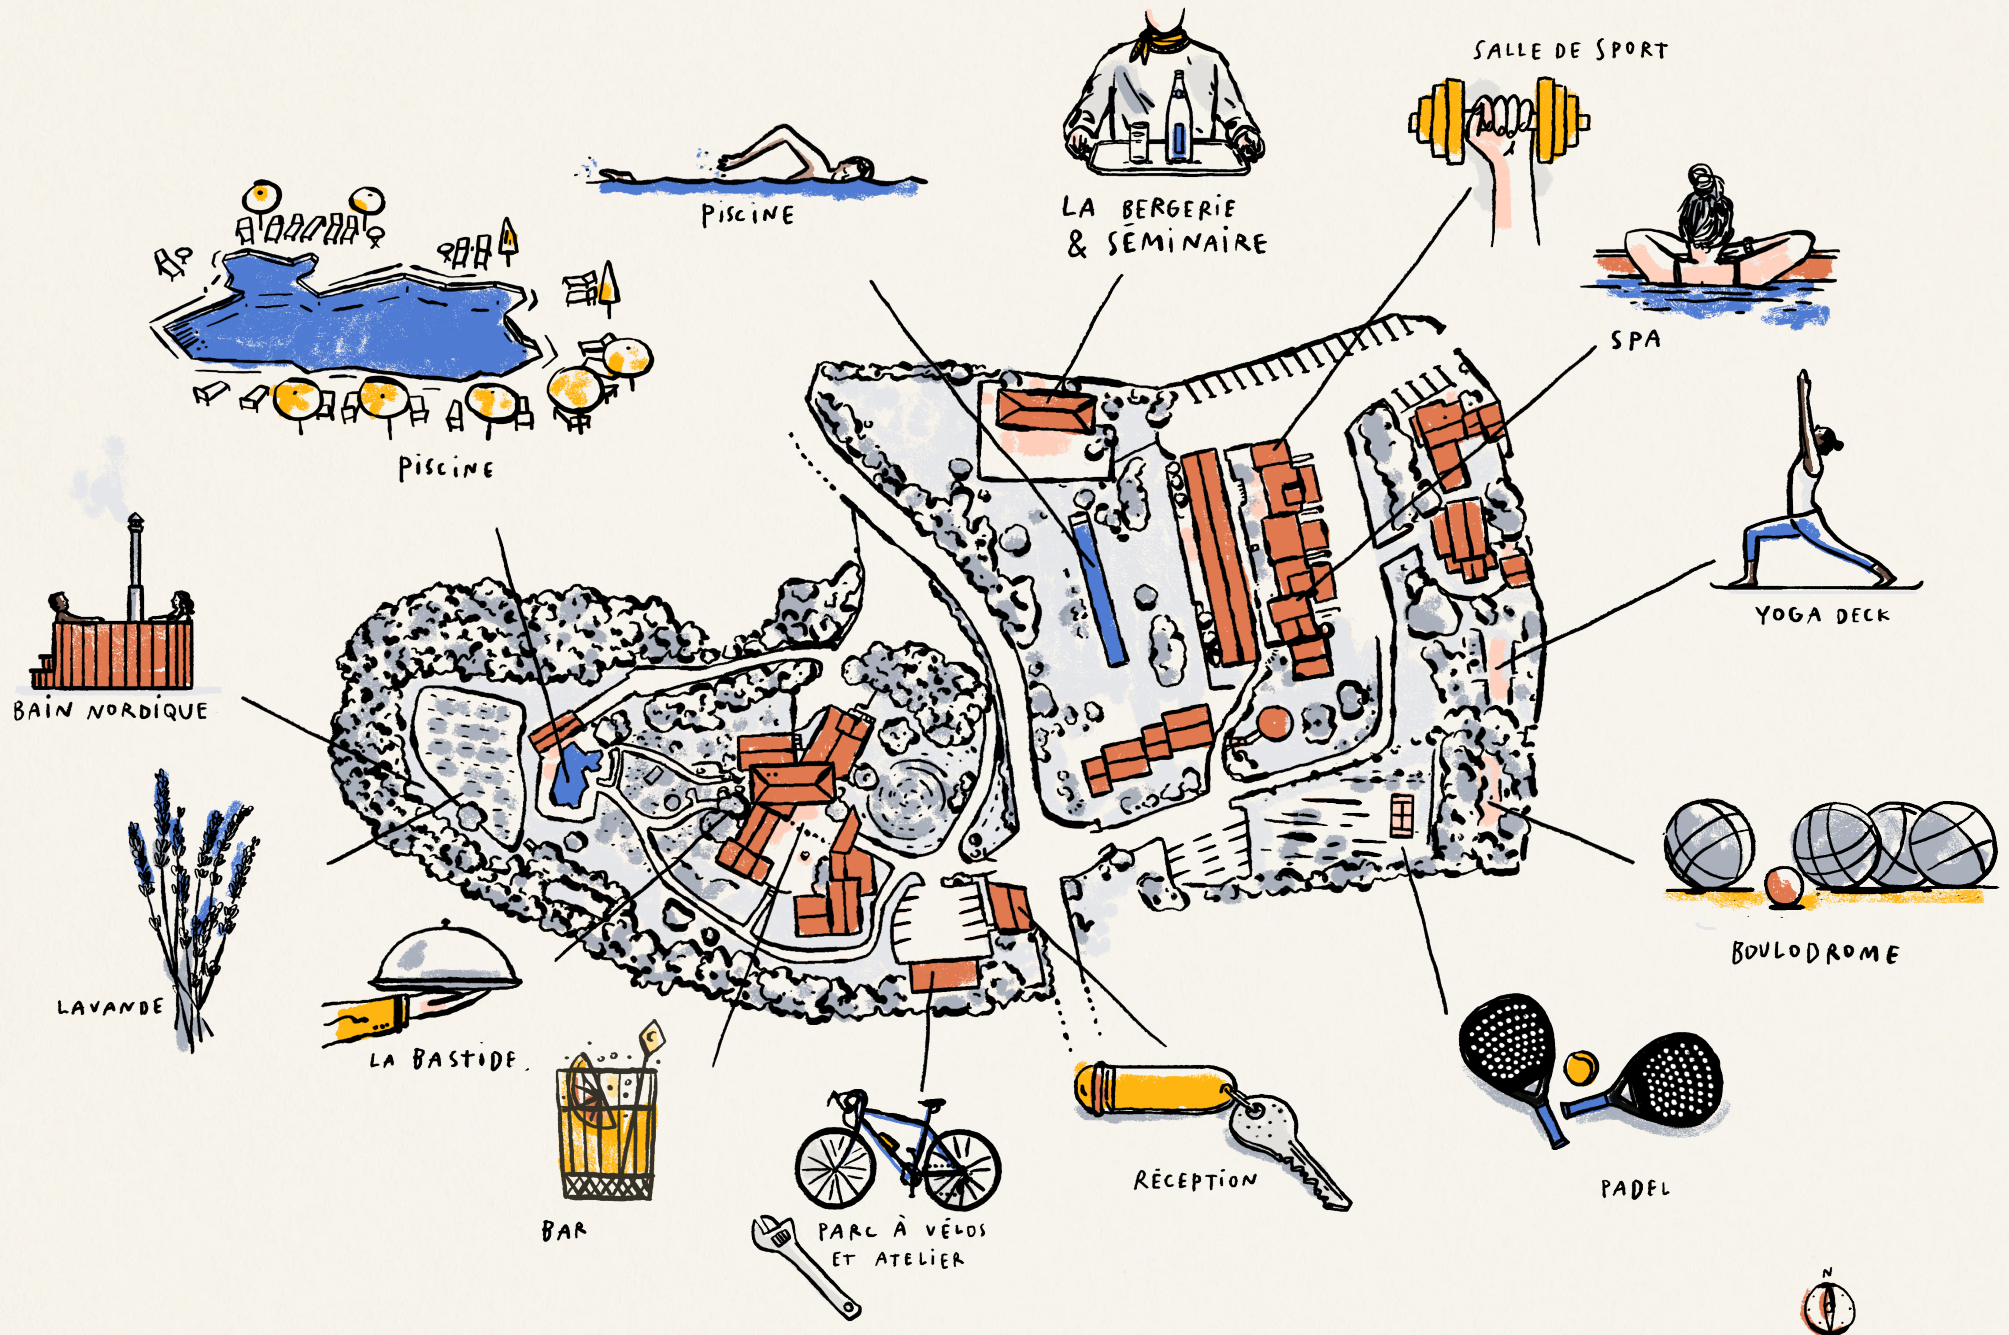 SALLE DE SPORT
PISCINE
LA BERGERIE
& SÉMINAIRE
SPA
PISCINE
YOGA DECK
BAIN NORDIQUE
BOULODROME
LAVANDE
LA BASTIDE.
RÉCEPTION
PADEL
BAR
PARC À VÉLOS
ET ATELIER
N